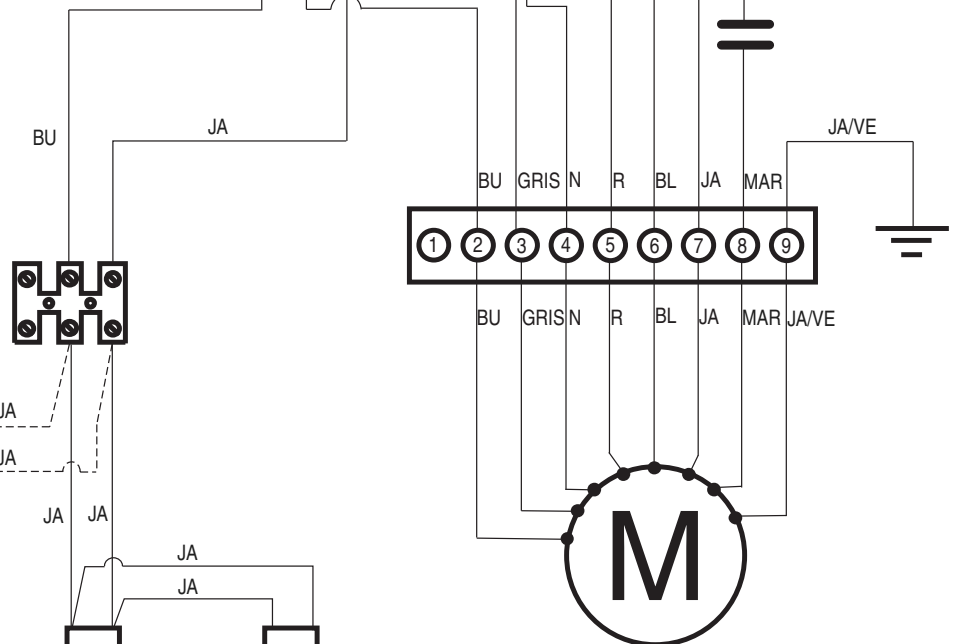 BU
JA
JA/VE
BU GRIS N R BL JA MAR
1 2 3 4 5 6 7 8 9
BU GRIS N R BL JA MAR JA/VE
JA
JA
JA JA
JA
JA
M